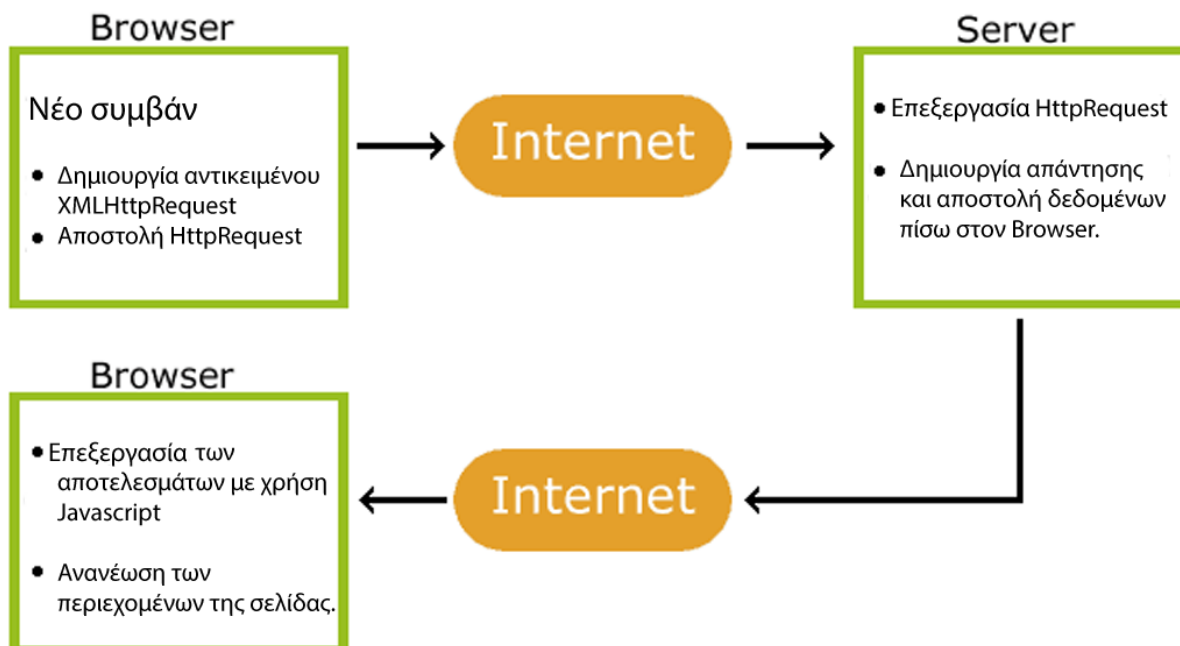 Browser
Νέο συμβάν
• Δημιουργία αντικειμένου
XMLHttpRequest
• Αποστολή HttpRequest
Internet
Server
• Επεξεργασία HttpRequest
• Δημιουργία απάντησης
και αποστολή δεδομένων
πίσω στον Browser.
Browser
• Επεξεργασία των
αποτελεσμάτων με χρήση
Javascript
• Ανανέωση των
περιεχομένων της σελίδας.
Internet